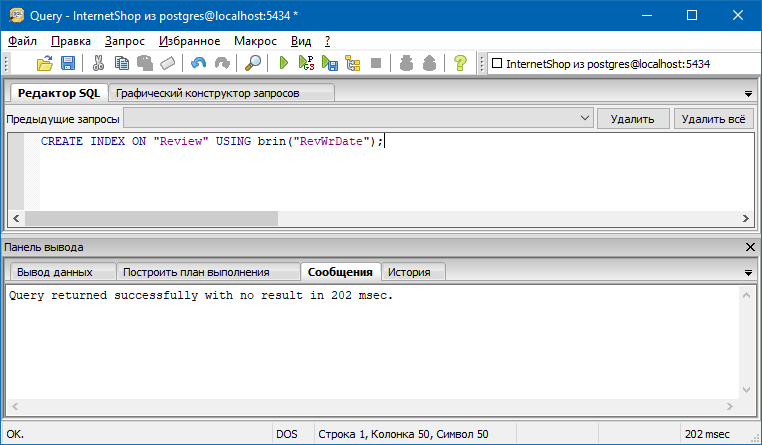 Query - InternetShop из postgres@localhost:5434 *
Файл Правка Запрос Избранное Макрос Вид ?
InternetShop из postgres@localhost:5434
Редактор SQL Графический конструктор запросов
Предыдущие запросы Удалить Удалить всё
CREATE INDEX ON "Review" USING brin("RevWrDate");
Панель вывода
Вывод данных Построить план выполнения Сообщения История
Query returned successfully with no result in 202 msec.
OK. DOS Строка 1, Колонка 50, Символ 50 202 msec